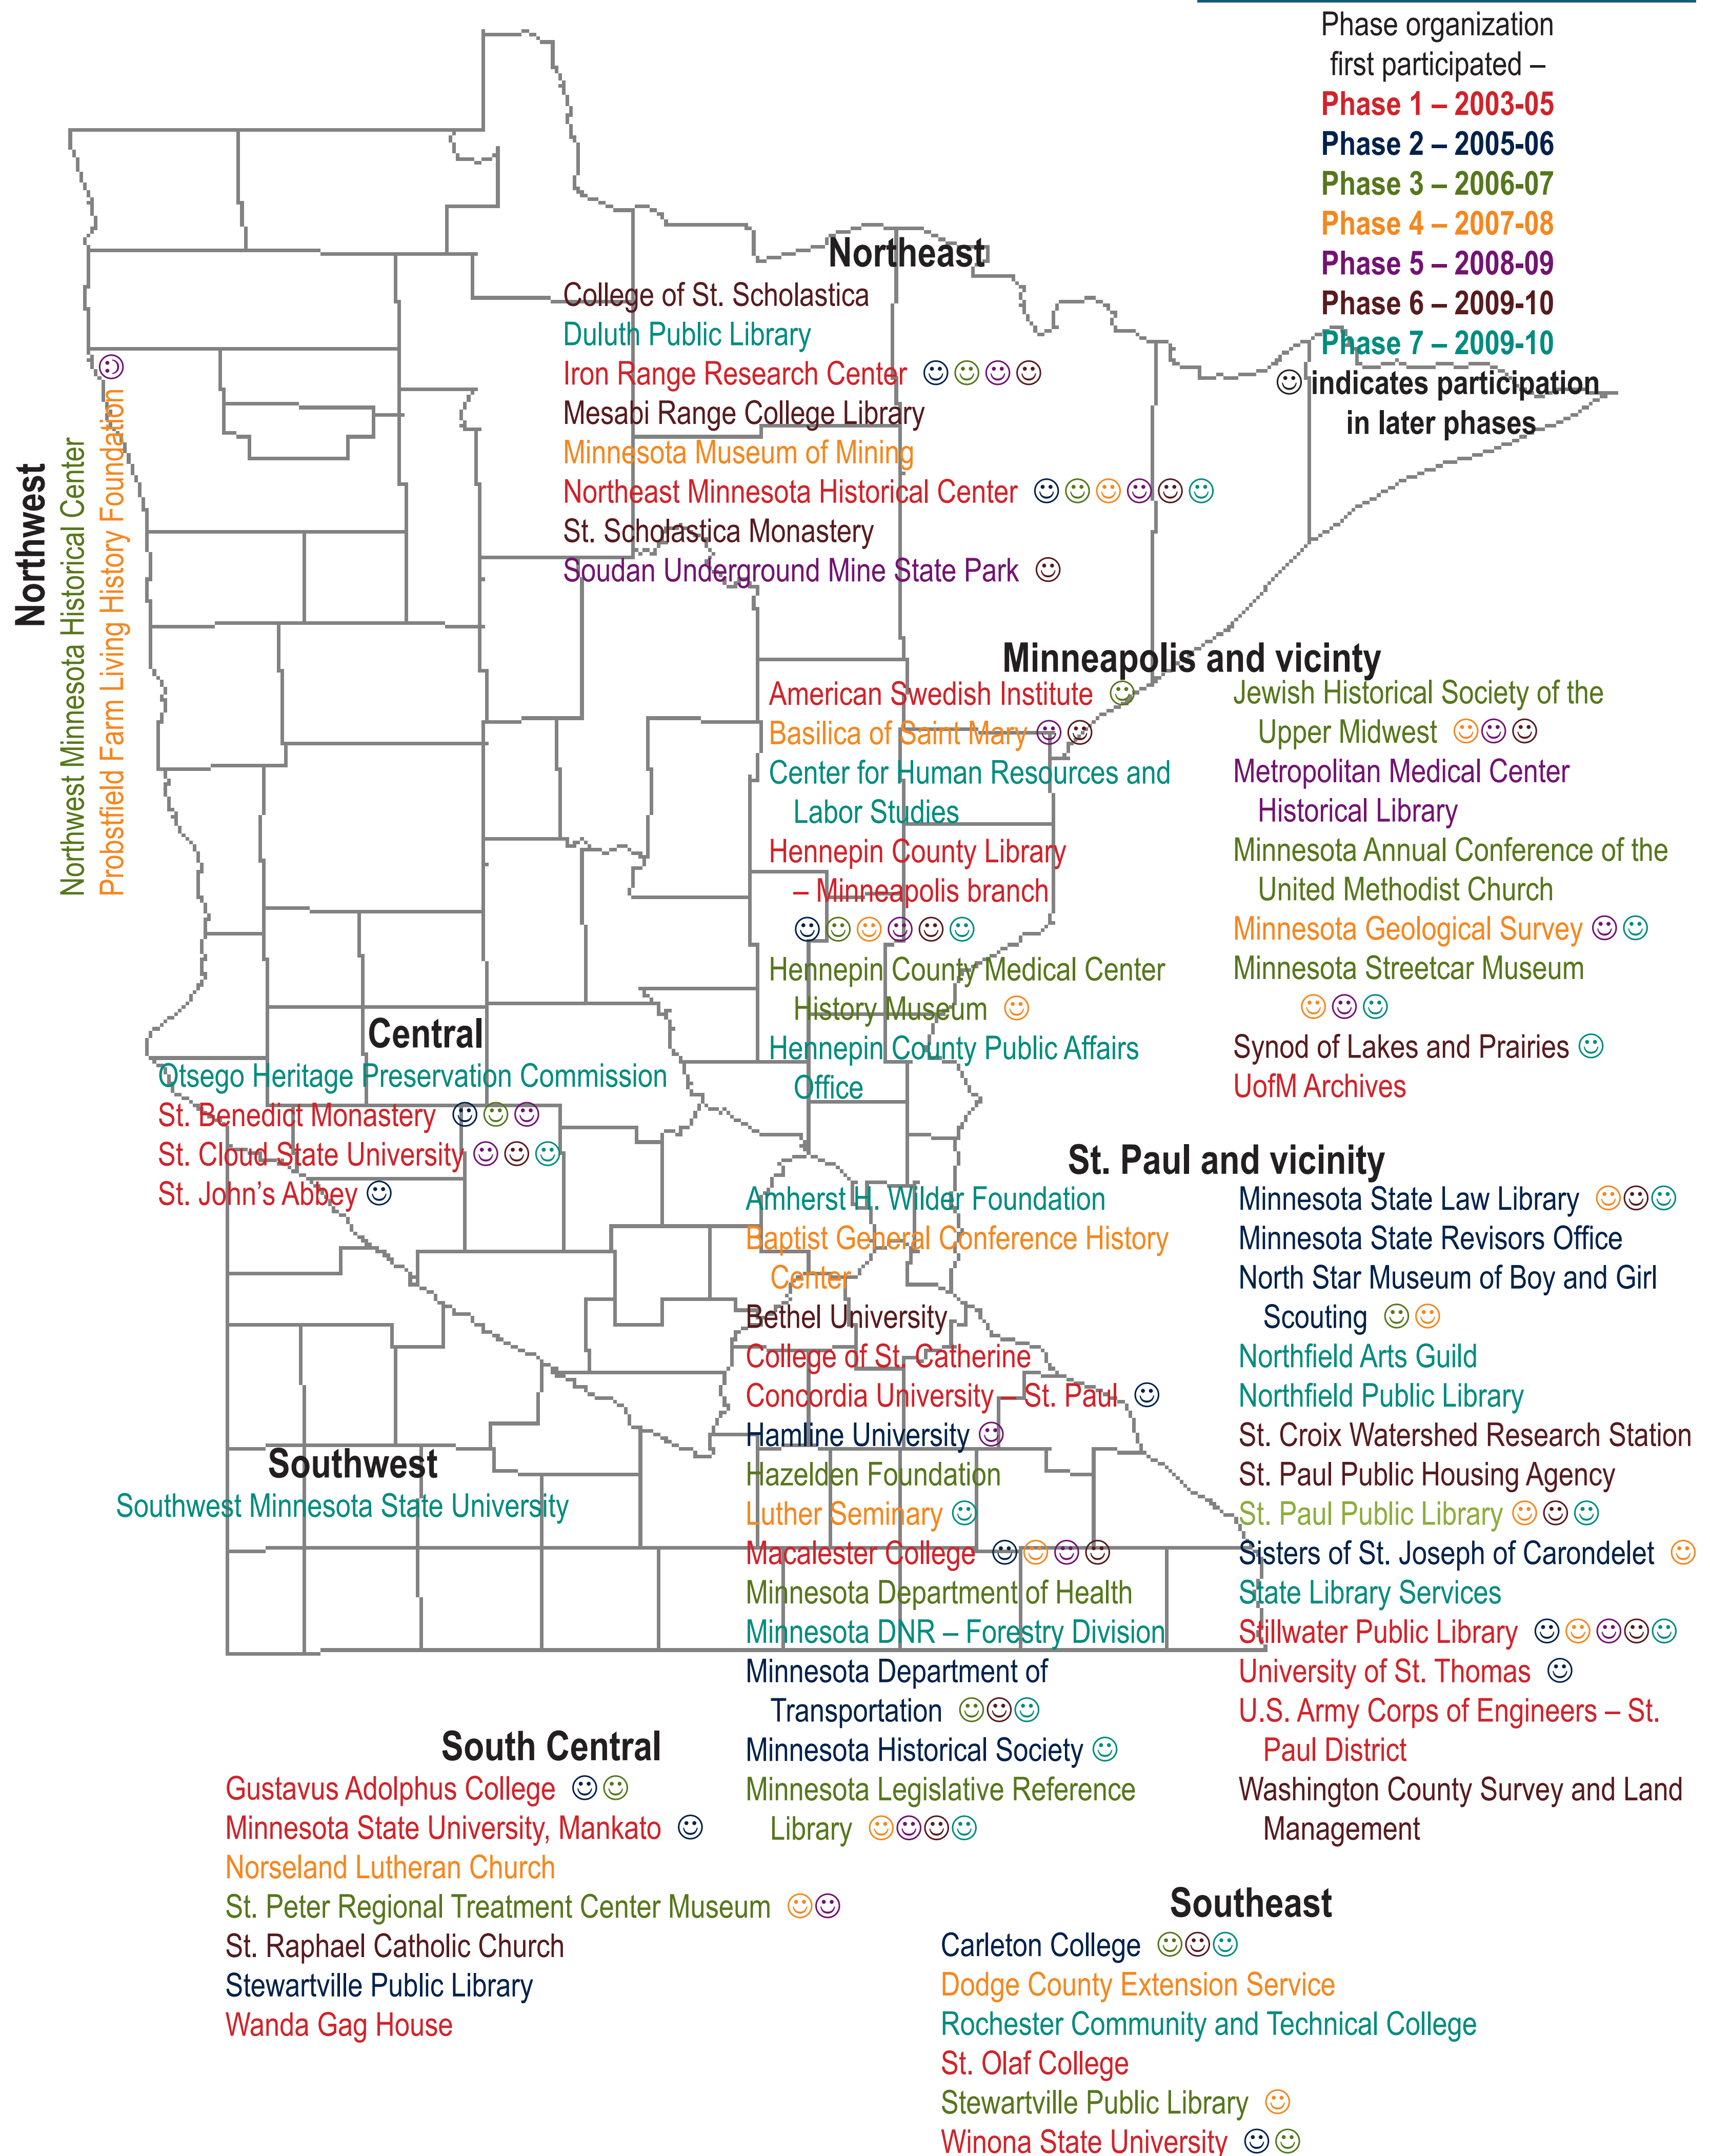 Phase organization
first participated –
Phase 1 – 2003-05
Phase 2 – 2005-06
Phase 3 – 2006-07
Phase 4 – 2007-08
Phase 5 – 2008-09
Phase 6 – 2009-10
Phase 7 – 2009-10
indicates participation
in later phases
Northwest
Northwest Minnesota Historical Center
Probstfield Farm Living History Foundation
Northeast
College of St. Scholastica
Duluth Public Library
Iron Range Research Center
Mesabi Range College Library
Minnesota Museum of Mining
Northeast Minnesota Historical Center
St. Scholastica Monastery
Soudan Underground Mine State Park
Minneapolis and vicinty
American Swedish Institute
Basilica of Saint Mary
Center for Human Resources and
Labor Studies
Hennepin County Library
– Minneapolis branch
Hennepin County Medical Center
History Museum
Hennepin County Public Affairs
Office
Jewish Historical Society of the
Upper Midwest
Metropolitan Medical Center
Historical Library
Minnesota Annual Conference of the
United Methodist Church
Minnesota Geological Survey
Minnesota Streetcar Museum
Synod of Lakes and Prairies
UofM Archives
Central
Otsego Heritage Preservation Commission
St. Benedict Monastery
St. Cloud State University
St. John's Abbey
St. Paul and vicinity
Amherst H. Wilder Foundation
Baptist General Conference History
Center
Bethel University
College of St. Catherine
Concordia University – St. Paul
Hamline University
Hazelden Foundation
Luther Seminary
Macalester College
Minnesota Department of Health
Minnesota DNR – Forestry Division
Minnesota Department of
Transportation
Minnesota Historical Society
Minnesota Legislative Reference
Library
Minnesota State Law Library
Minnesota State Revisors Office
North Star Museum of Boy and Girl
Scouting
Northfield Arts Guild
Northfield Public Library
St. Croix Watershed Research Station
St. Paul Public Housing Agency
St. Paul Public Library
Sisters of St. Joseph of Carondelet
State Library Services
Stillwater Public Library
University of St. Thomas
U.S. Army Corps of Engineers – St.
Paul District
Washington County Survey and Land
Management
Southwest
Southwest Minnesota State University
South Central
Gustavus Adolphus College
Minnesota State University, Mankato
Norseland Lutheran Church
St. Peter Regional Treatment Center Museum
St. Raphael Catholic Church
Stewartville Public Library
Wanda Gag House
Southeast
Carleton College
Dodge County Extension Service
Rochester Community and Technical College
St. Olaf College
Stewartville Public Library
Winona State University